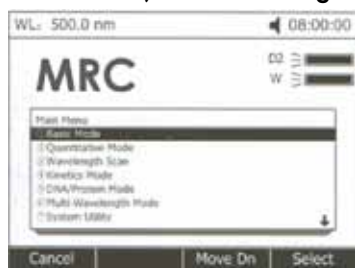 WL: 500.0 nm 08:00:00
MRC
D2
W
Main Menu
Basic Mode
Quantitative Mode
Wavelength Scan
Kinetics Mode
DNA/Protein Mode
Multi Wavelength Mode
System Utility
Cancel Move Dn Select